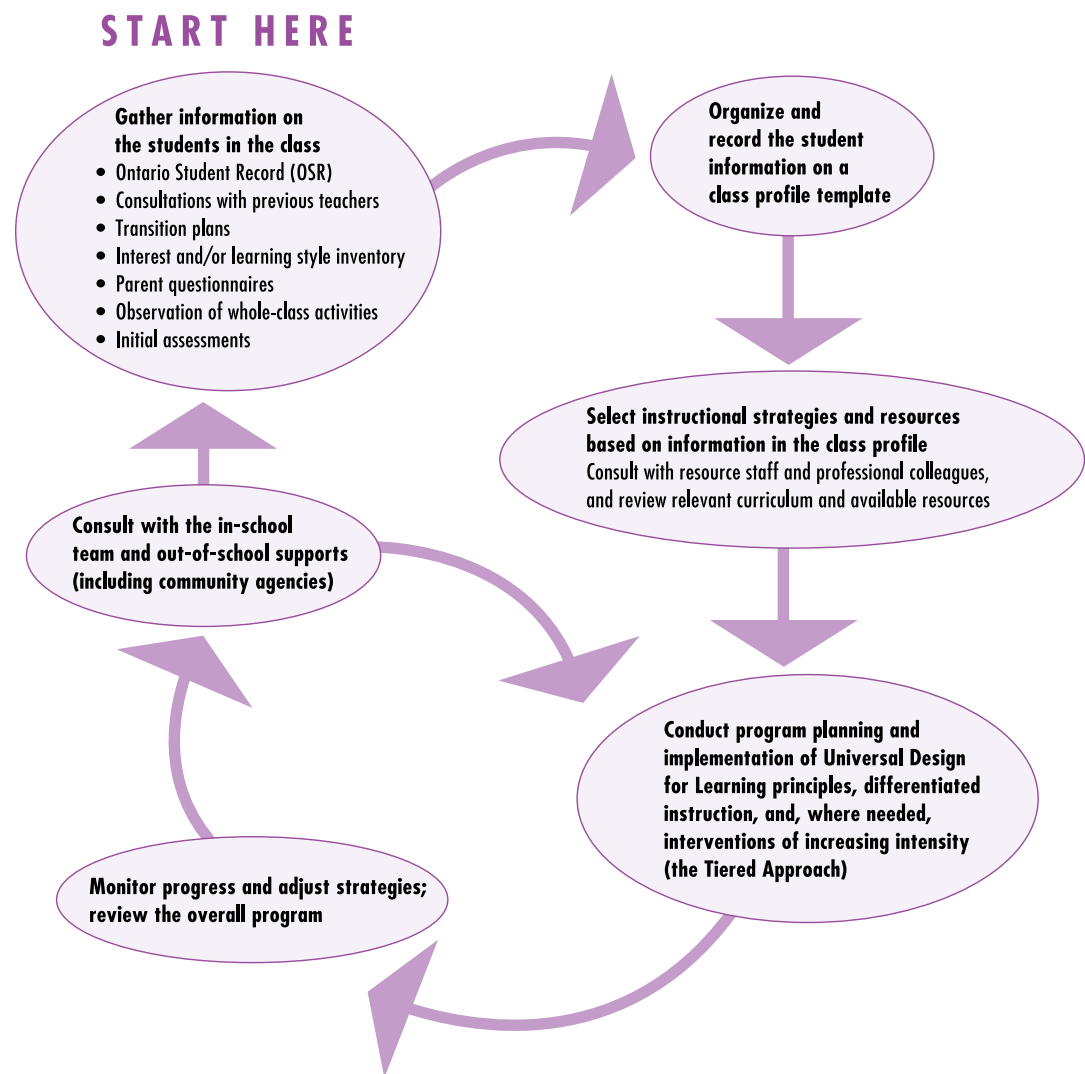 START HERE
Gather information on
the students in the class
• Ontario Student Record (OSR)
• Consultations with previous teachers
• Transition plans
• Interest and/or learning style inventory
• Parent questionnaires
• Observation of whole-class activities
• Initial assessments
Organize and
record the student
information on a
class profile template
Select instructional strategies and resources
based on information in the class profile
Consult with resource staff and professional colleagues,
and review relevant curriculum and available resources
Conduct program planning and
implementation of Universal Design
for Learning principles, differentiated
instruction, and, where needed,
interventions of increasing intensity
(the Tiered Approach)
Monitor progress and adjust strategies;
review the overall program
Consult with the in-school
team and out-of-school supports
(including community agencies)